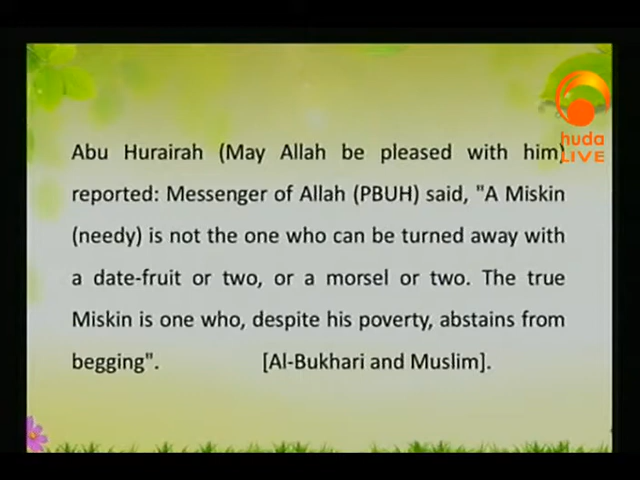 huda
LIVE
Abu Hurairah (May Allah be pleased with him)
reported: Messenger of Allah (PBUH) said, "A Miskin
(needy) is not the one who can be turned away with
a date-fruit or two, or a morsel or two. The true
Miskin is one who, despite his poverty, abstains from
begging". [Al-Bukhari and Muslim].